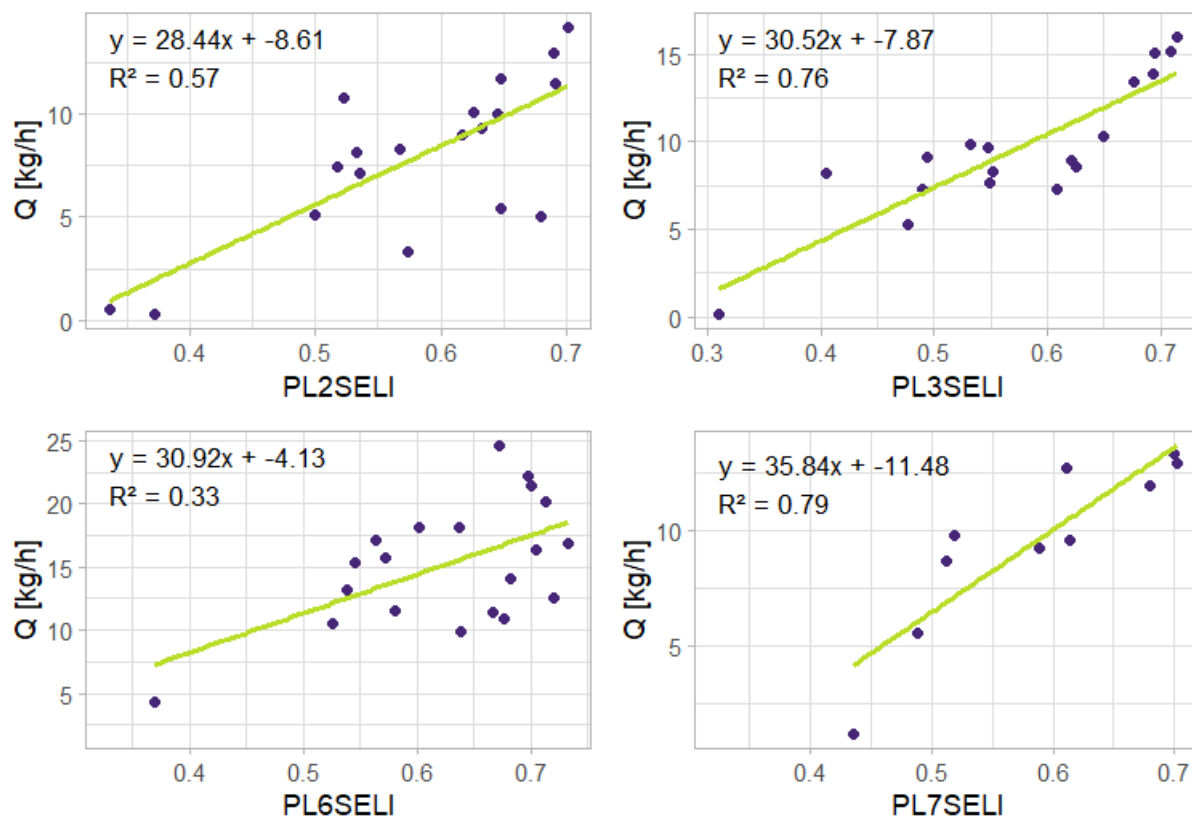 y = 28.44x + -8.61
R² = 0.57
Q [kg/h]
10
5
0
0.4 0.5 0.6 0.7
PL2SELI
y = 30.52x + -7.87
R² = 0.76
Q [kg/h]
15
10
5
0
0.3 0.4 0.5 0.6 0.7
PL3SELI
y = 30.92x + -4.13
R² = 0.33
Q [kg/h]
25
20
15
10
5
0.4 0.5 0.6 0.7
PL6SELI
y = 35.84x + -11.48
R² = 0.79
Q [kg/h]
10
5
0.4 0.5 0.6 0.7
PL7SELI